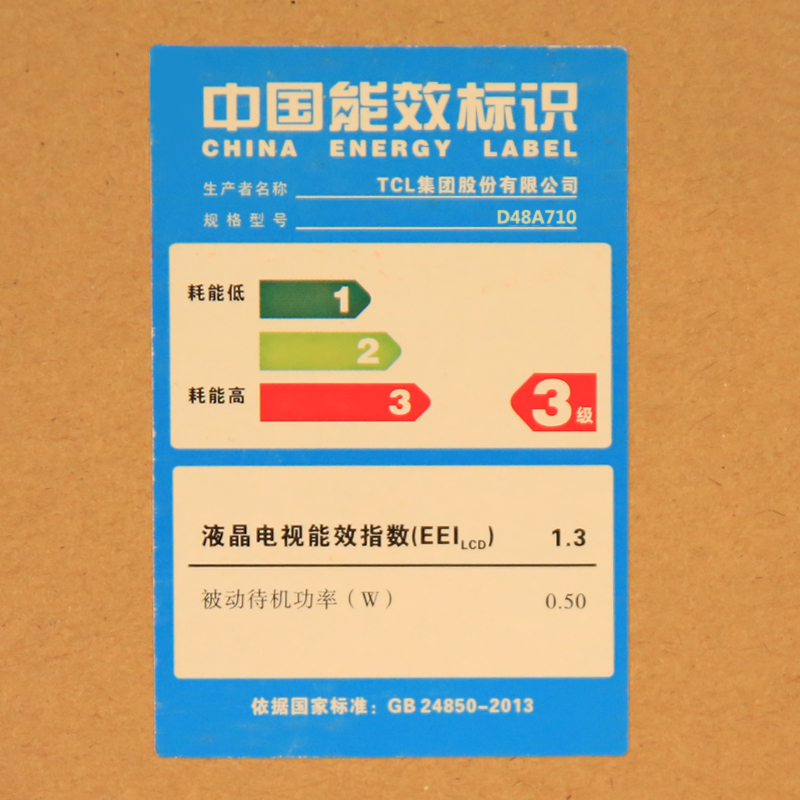 中国能效标识
CHINA ENERGY LABEL
生产者名称 TCL集团股份有限公司
规格型号 D48A710
耗能低 1
2
耗能高 3 3级
液晶电视能效指数(EEILCD) 1.3
被动待机功率（W） 0.50
依据国家标准：GB 24850-2013